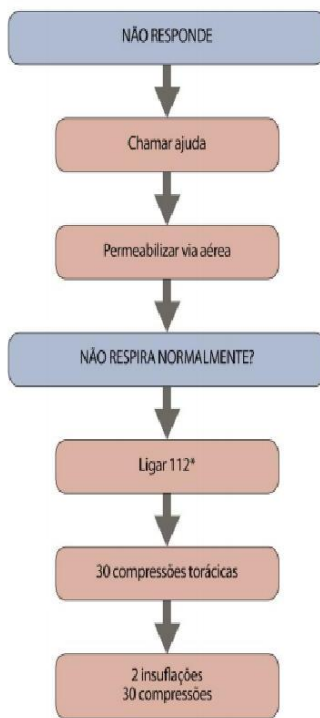 NÃO RESPONDE
Chamar ajuda
Permeabilizar via aérea
NÃO RESPIRA NORMALMENTE?
Ligar 112*
30 compressões torácicas
2 insuflações
30 compressões